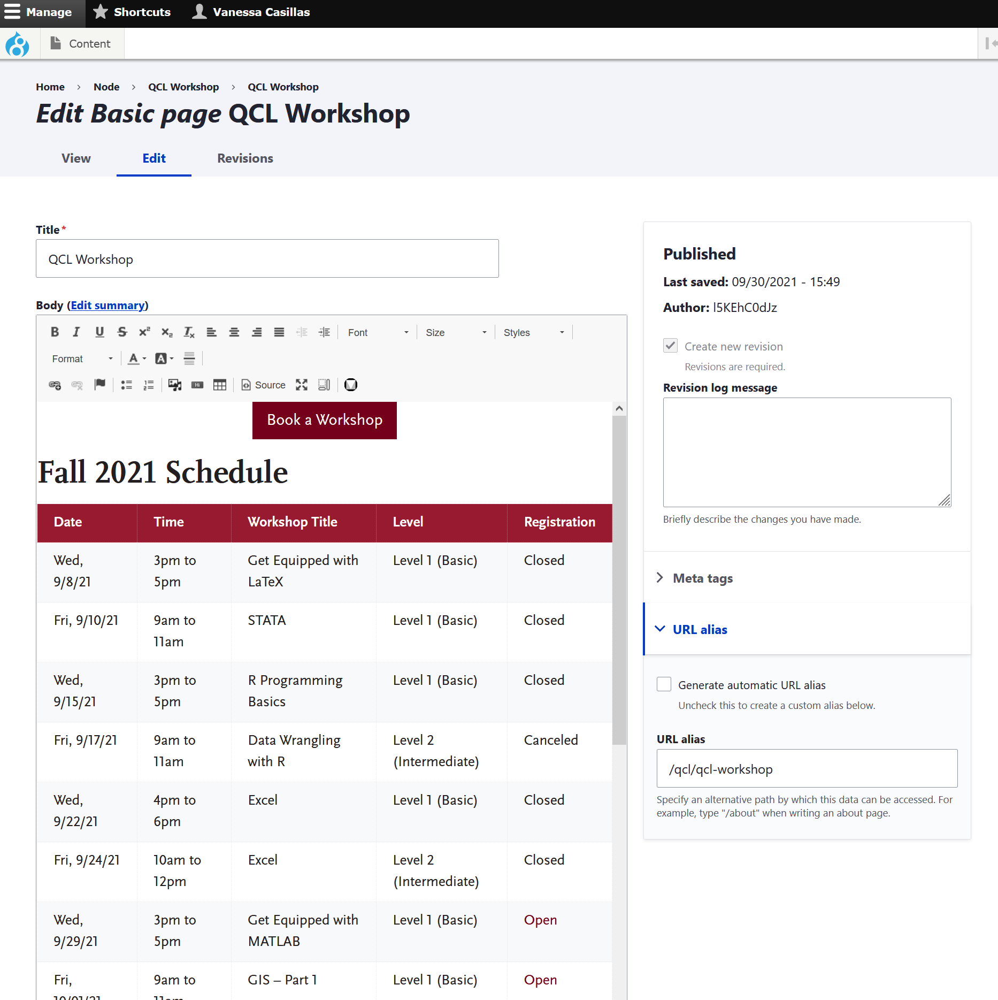 Manage Shortcuts Vanessa Casillas
Content
Home › Node › QCL Workshop › QCL Workshop
Edit Basic page QCL Workshop
View Edit Revisions
Title*
QCL Workshop
Body (Edit summary)
Font Size Styles
Format
Source
Book a Workshop
Fall 2021 Schedule
Date Time Workshop Title Level Registration
Wed, 3pm to Get Equipped with Level 1 (Basic) Closed
9/8/21 5pm LaTeX
Fri, 9/10/21 9am to STATA Level 1 (Basic) Closed
11am
Wed, 3pm to R Programming Level 1 (Basic) Closed
9/15/21 5pm Basics
Fri, 9/17/21 9am to Data Wrangling Level 2 Canceled
11am with R (Intermediate)
Wed, 4pm to Excel Level 1 (Basic) Closed
9/22/21 6pm
Fri, 9/24/21 10am to Excel Level 2 Closed
12pm (Intermediate)
Wed, 3pm to Get Equipped with Level 1 (Basic) Open
9/29/21 5pm MATLAB
Fri, 9am to GIS – Part 1 Level 1 (Basic) Open
10/01/21 11am
Published
Last saved: 09/30/2021 - 15:49
Author: l5KEhC0dJz
Create new revision
Revisions are required.
Revision log message
Briefly describe the changes you have made.
Meta tags
URL alias
Generate automatic URL alias
Uncheck this to create a custom alias below.
URL alias
/qcl/qcl-workshop
Specify an alternative path by which this data can be accessed. For
example, type "/about" when writing an about page.